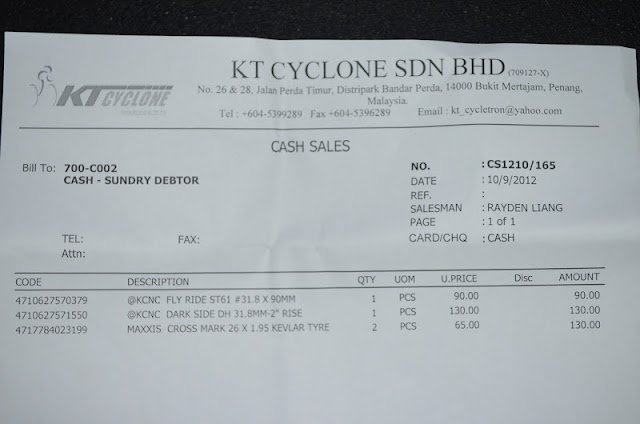 KT CYCLONE
KT CYCLONE SDN BHD (709127-X)
No. 26 & 28, Jalan Perda Timur, Distripark Bandar Perda, 14000 Bukit Mertajam, Penang,
Malaysia.
Tel : +604-5399289 Fax +604-5396289 Email : kt_cycletron@yahoo.com
CASH SALES
Bill To: 700-C002 NO. : CS1210/165
CASH - SUNDRY DEBTOR DATE : 10/9/2012
REF. :
SALESMAN : RAYDEN LIANG
PAGE : 1 of 1
TEL: FAX: CARD/CHQ : CASH
Attn:
CODE DESCRIPTION QTY UOM U.PRICE Disc AMOUNT
4710627570379 @KCNC FLY RIDE ST61 #31.8 X 90MM 1 PCS 90.00 90.00
4710627571550 @KCNC DARK SIDE DH 31.8MM-2" RISE 1 PCS 130.00 130.00
4717784023199 MAXXIS CROSS MARK 26 X 1.95 KEVLAR TYRE 2 PCS 65.00 130.00